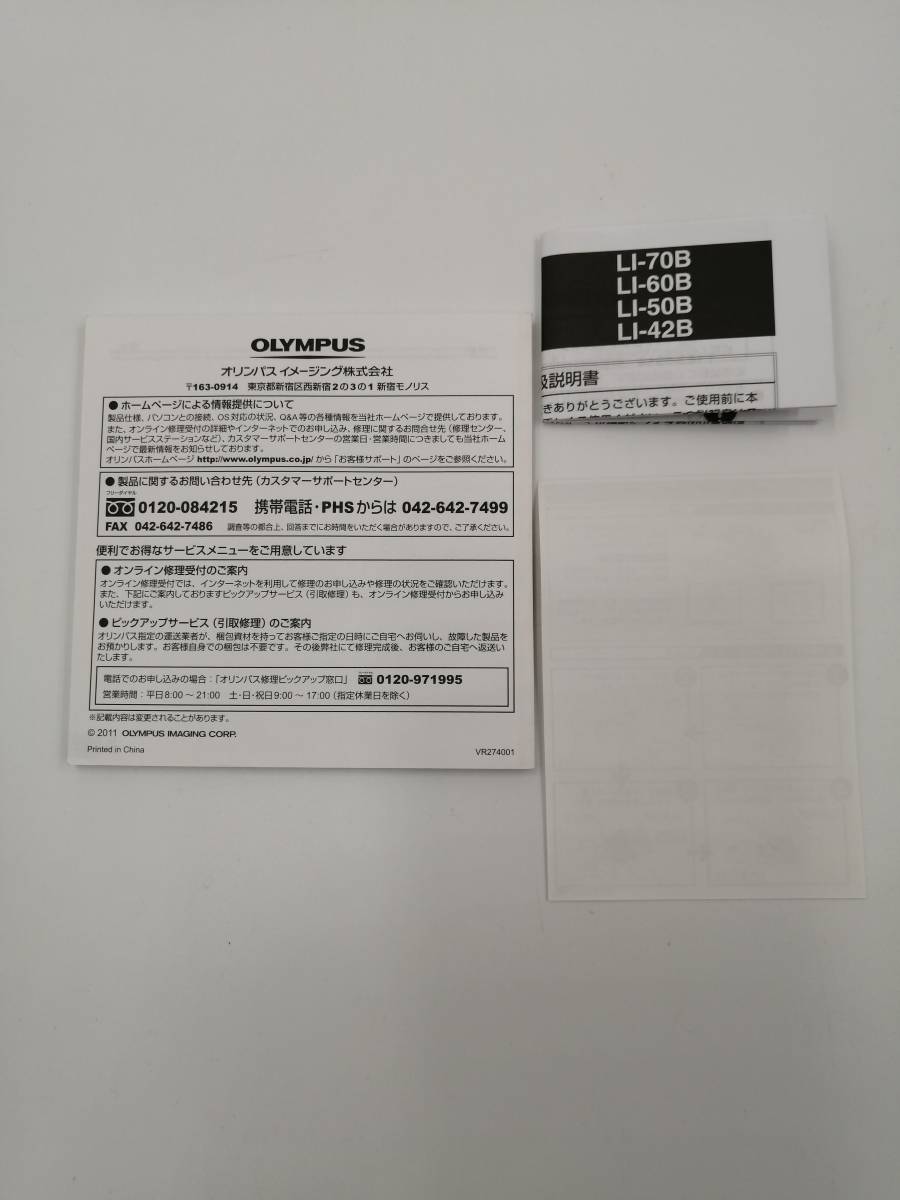 OLYMPUS
オリンパス イメージング株式会社
〒163-0914 東京都新宿区西新宿2の3の1 新宿モノリス
● ホームページによる情報提供について
製品仕様、パソコンとの接続、OS対応の状況、Q&A等の各種情報を当社ホームページで提供しております。
また、オンライン修理受付の詳細やインターネットでのお申し込み、修理に関するお問合せ先（修理センター、
国内サービスステーションなど）、カスタマーサポートセンターの営業日・営業時間につきましても当社ホーム
ページで最新情報をお知らせしております。
オリンパスホームページ http://www.olympus.co.jp/ から「お客様サポート」のページをご参照ください。
● 製品に関するお問い合わせ先（カスタマーサポートセンター）
フリーダイヤル
0120-084215 携帯電話・PHSからは 042-642-7499
FAX 042-642-7486 調査等の都合上、回答までにお時間をいただく場合がありますので、ご了承ください。
便利でお得なサービスメニューをご用意しています
● オンライン修理受付のご案内
オンライン修理受付では、インターネットを利用して修理のお申し込みや修理の状況をご確認いただけます。
また、下記にご案内しておりますピックアップサービス（引取修理）も、オンライン修理受付からお申し込み
いただけます。
● ピックアップサービス（引取修理）のご案内
オリンパス指定の運送業者が、梱包資材を持ってお客様ご指定の日時にご自宅へお伺いし、故障した製品を
お預かりします。お客様自身での梱包は不要です。その後弊社にて修理完成後、お客様のご自宅へ返送い
たします。
電話でのお申し込みの場合：「オリンパス修理ピックアップ窓口」 0120-971995
営業時間：平日8:00～21:00 土・日・祝日9:00～17:00（指定休業日を除く）
※記載内容は変更されることがあります。
© 2011 OLYMPUS IMAGING CORP.
Printed in China
VR274001
LI-70B
LI-60B
LI-50B
LI-42B
扱説明書
きありがとうございます。ご使用前に本